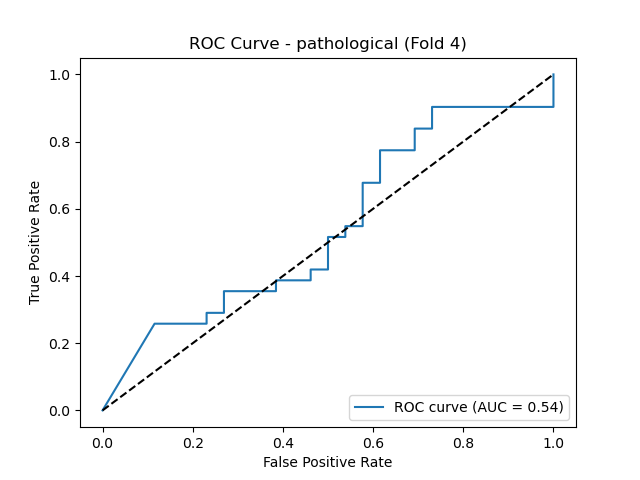 ROC Curve - pathological (Fold 4)
1.0
0.8
0.6
0.4
0.2
0.0
True Positive Rate
ROC curve (AUC = 0.54)
0.0 0.2 0.4 0.6 0.8 1.0
False Positive Rate